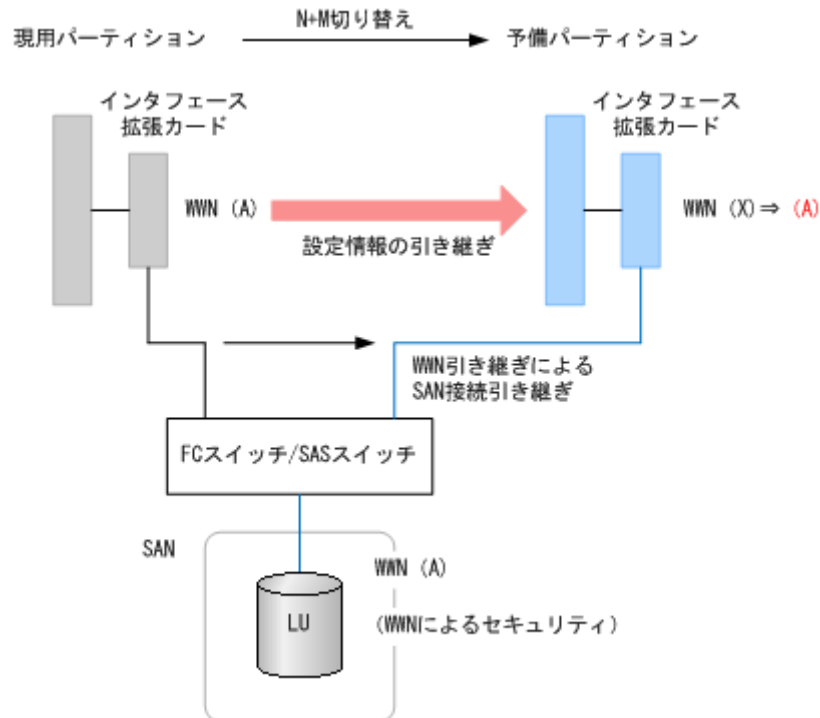 現用パーティション
N+M切り替え
予備パーティション
インタフェース
拡張カード
インタフェース
拡張カード
WWN (A)
WWN (X)⇒ (A)
設定情報の引き継ぎ
WWN引き継ぎによる
SAN接続引き継ぎ
FCスイッチ/SASスイッチ
SAN
WWN (A)
LU
(WWNによるセキュリティ)